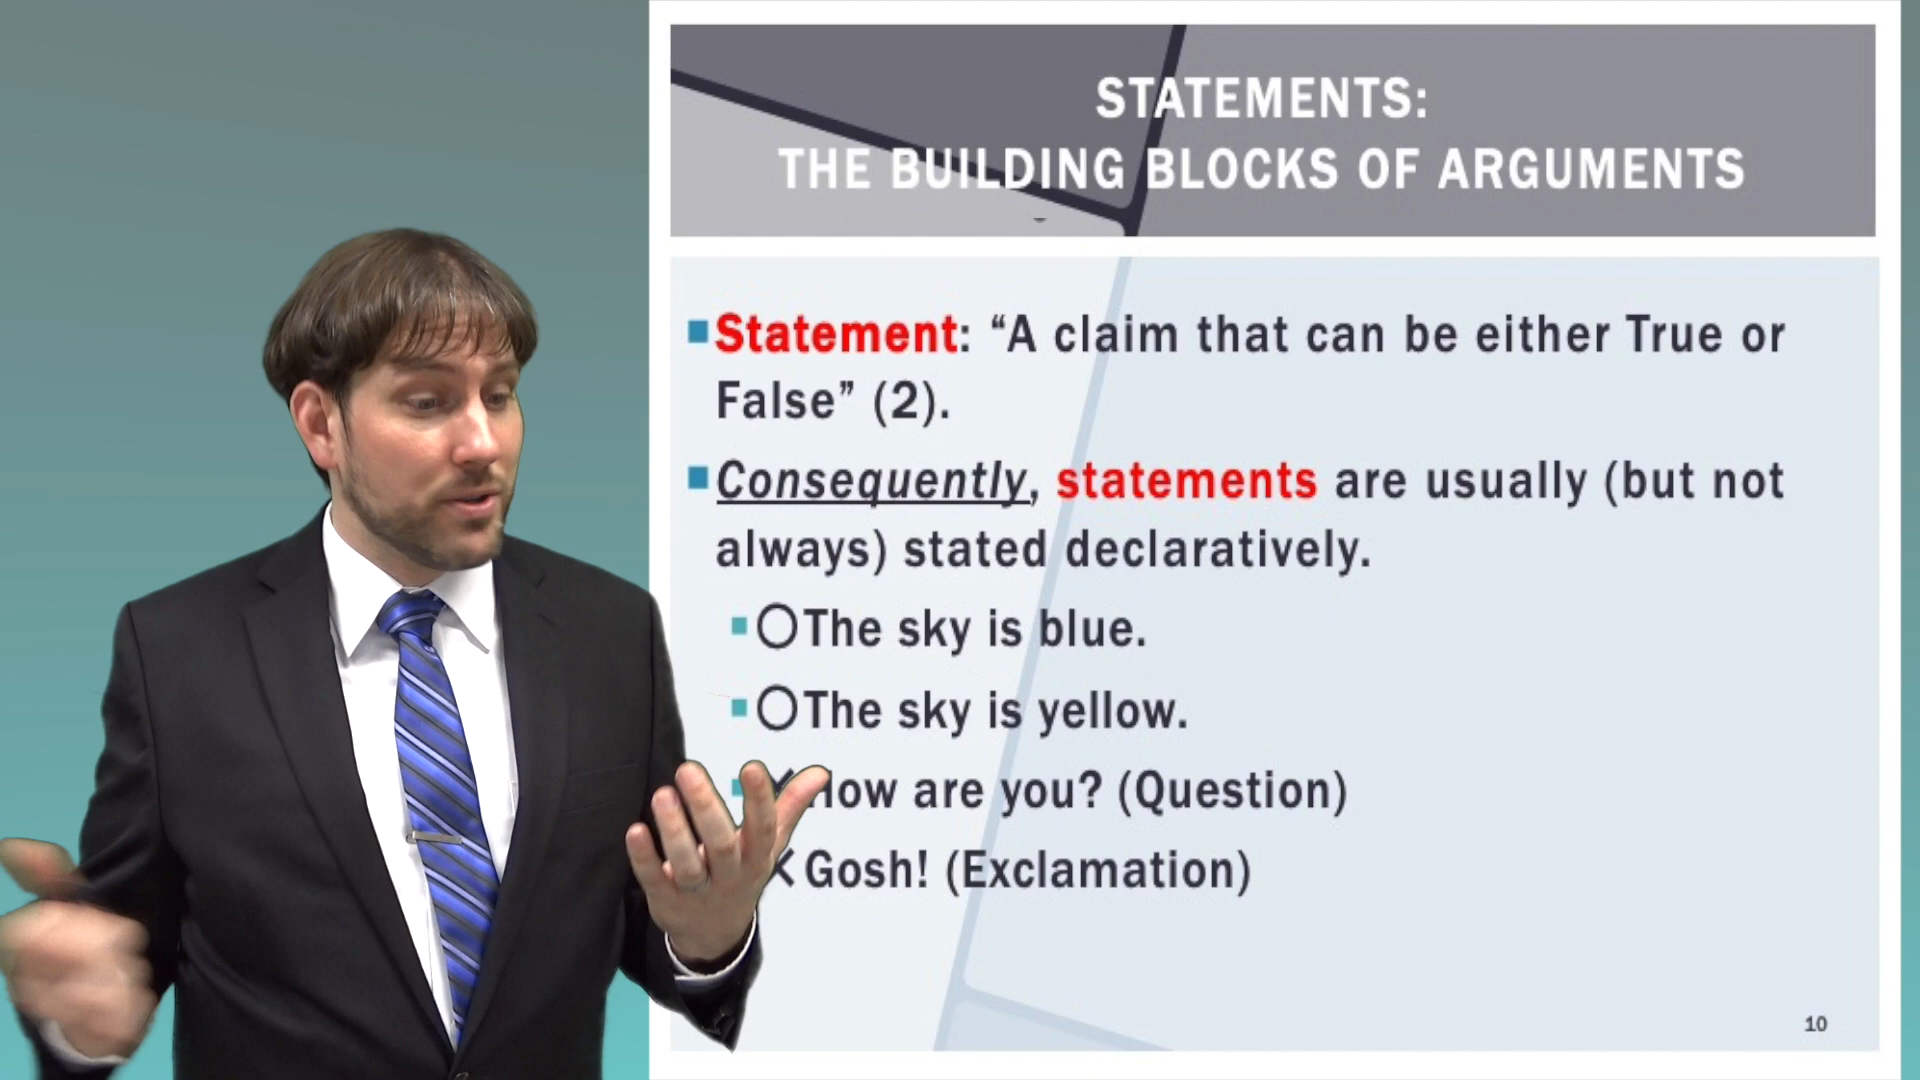 STATEMENTS:
THE BUILDING BLOCKS OF ARGUMENTS
Statement: “A claim that can be either True or
False” (2).
Consequently, statements are usually (but not
always) stated declaratively.
The sky is blue.
The sky is yellow.
How are you? (Question)
Gosh! (Exclamation)
10